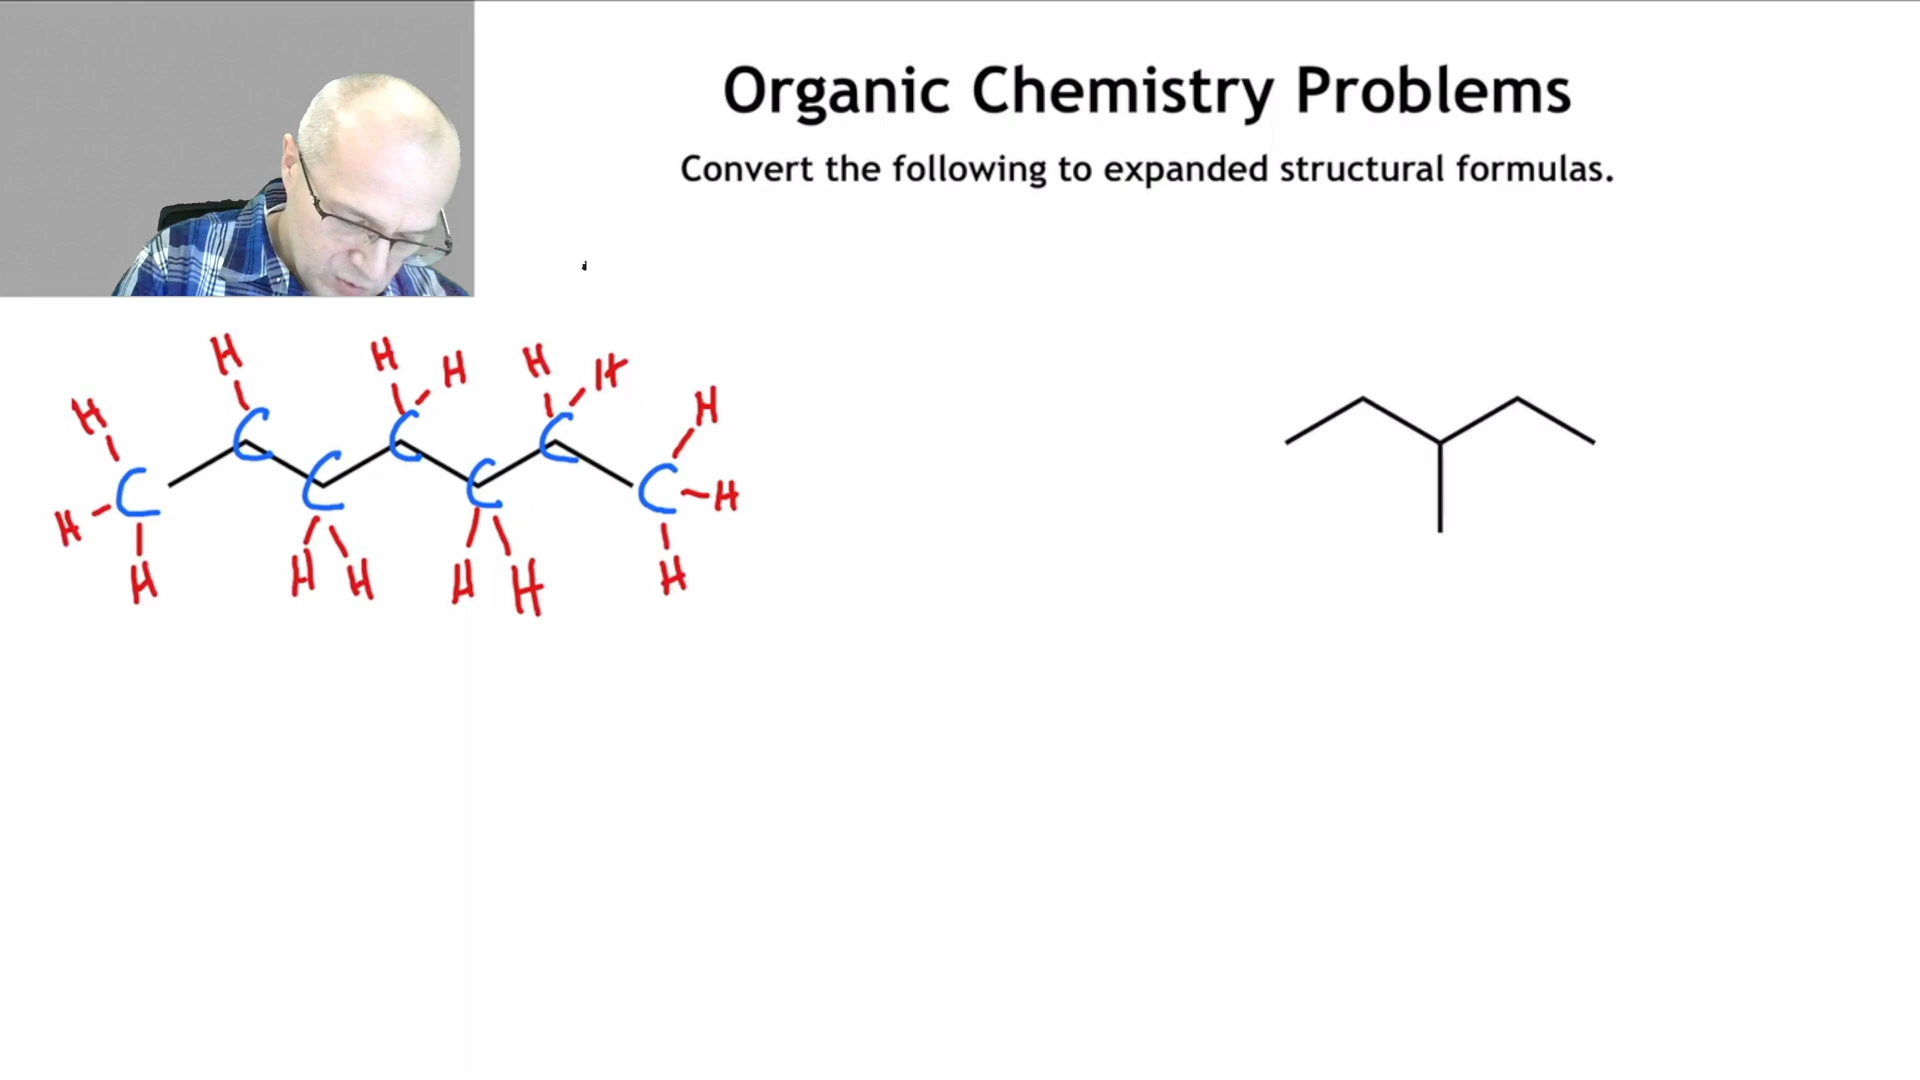 Organic Chemistry Problems
Convert the following to expanded structural formulas.
H H H H H
H H
C C C
H C C C C H
H H H H H H